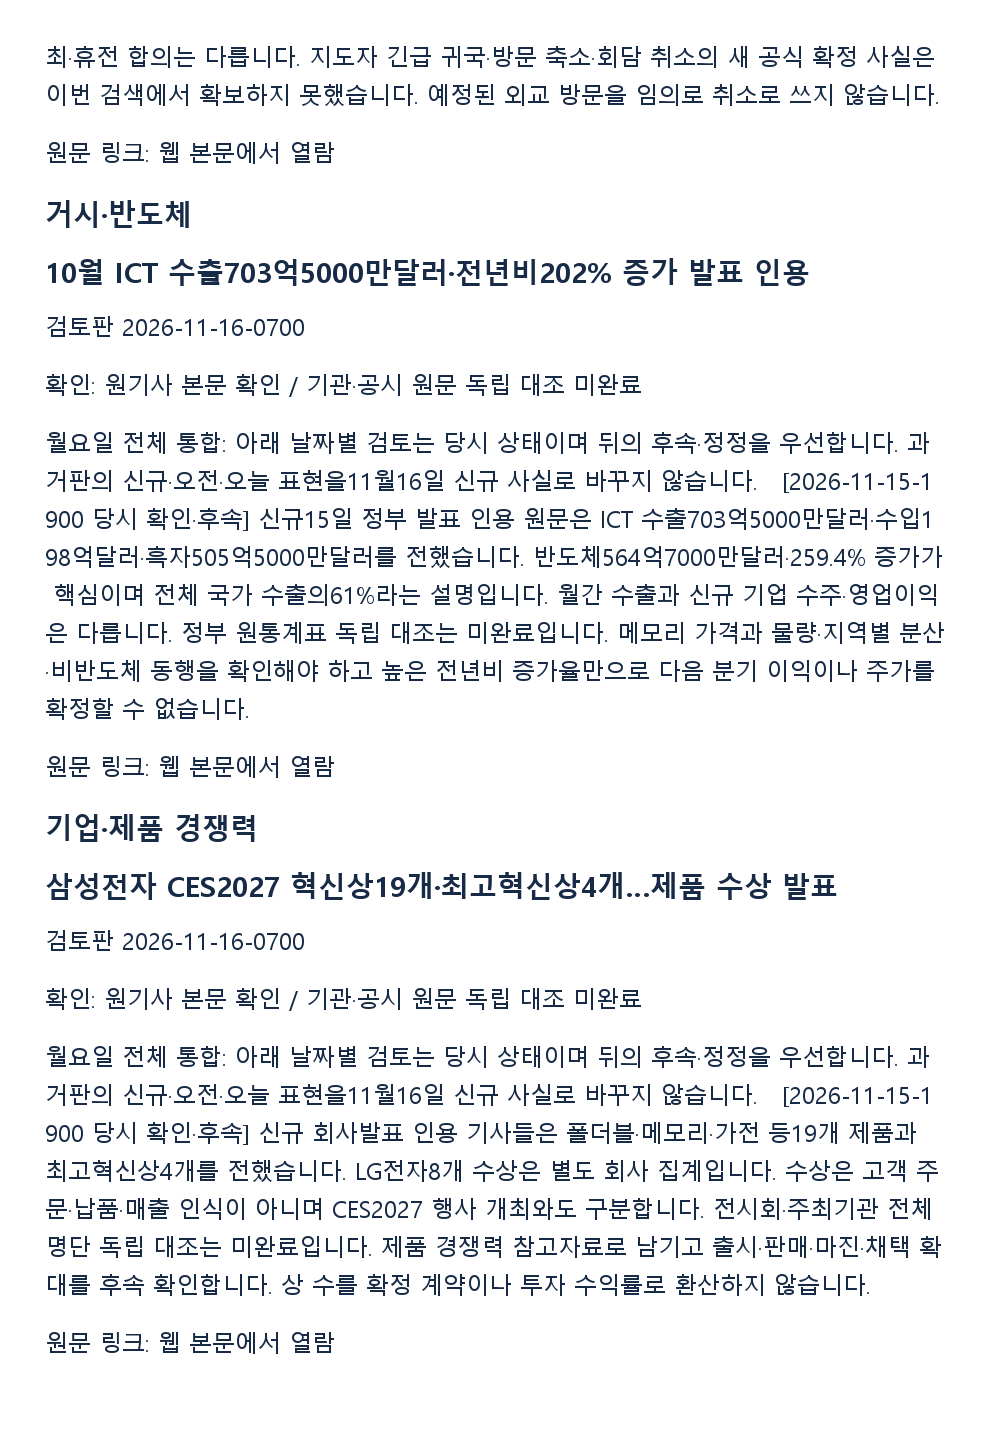 최·휴전 합의는 다릅니다. 지도자 긴급 귀국·방문 축소·회담 취소의 새 공식 확정 사실은
이번 검색에서 확보하지 못했습니다. 예정된 외교 방문을 임의로 취소로 쓰지 않습니다.
원문 링크: 웹 본문에서 열람
거시·반도체
10월 ICT 수출703억5000만달러·전년비202% 증가 발표 인용
검토판 2026-11-16-0700
확인: 원기사 본문 확인 / 기관·공시 원문 독립 대조 미완료
월요일 전체 통합: 아래 날짜별 검토는 당시 상태이며 뒤의 후속·정정을 우선합니다. 과
거판의 신규·오전·오늘 표현을11월16일 신규 사실로 바꾸지 않습니다. [2026-11-15-1
900 당시 확인·후속] 신규15일 정부 발표 인용 원문은 ICT 수출703억5000만달러·수입1
98억달러·흑자505억5000만달러를 전했습니다. 반도체564억7000만달러·259.4% 증가가
핵심이며 전체 국가 수출의61%라는 설명입니다. 월간 수출과 신규 기업 수주·영업이익
은 다릅니다. 정부 원통계표 독립 대조는 미완료입니다. 메모리 가격과 물량·지역별 분산
·비반도체 동행을 확인해야 하고 높은 전년비 증가율만으로 다음 분기 이익이나 주가를
확정할 수 없습니다.
원문 링크: 웹 본문에서 열람
기업·제품 경쟁력
삼성전자 CES2027 혁신상19개·최고혁신상4개…제품 수상 발표
검토판 2026-11-16-0700
확인: 원기사 본문 확인 / 기관·공시 원문 독립 대조 미완료
월요일 전체 통합: 아래 날짜별 검토는 당시 상태이며 뒤의 후속·정정을 우선합니다. 과
거판의 신규·오전·오늘 표현을11월16일 신규 사실로 바꾸지 않습니다. [2026-11-15-1
900 당시 확인·후속] 신규 회사발표 인용 기사들은 폴더블·메모리·가전 등19개 제품과
최고혁신상4개를 전했습니다. LG전자8개 수상은 별도 회사 집계입니다. 수상은 고객 주
문·납품·매출 인식이 아니며 CES2027 행사 개최와도 구분합니다. 전시회·주최기관 전체
명단 독립 대조는 미완료입니다. 제품 경쟁력 참고자료로 남기고 출시·판매·마진·채택 확
대를 후속 확인합니다. 상 수를 확정 계약이나 투자 수익률로 환산하지 않습니다.
원문 링크: 웹 본문에서 열람